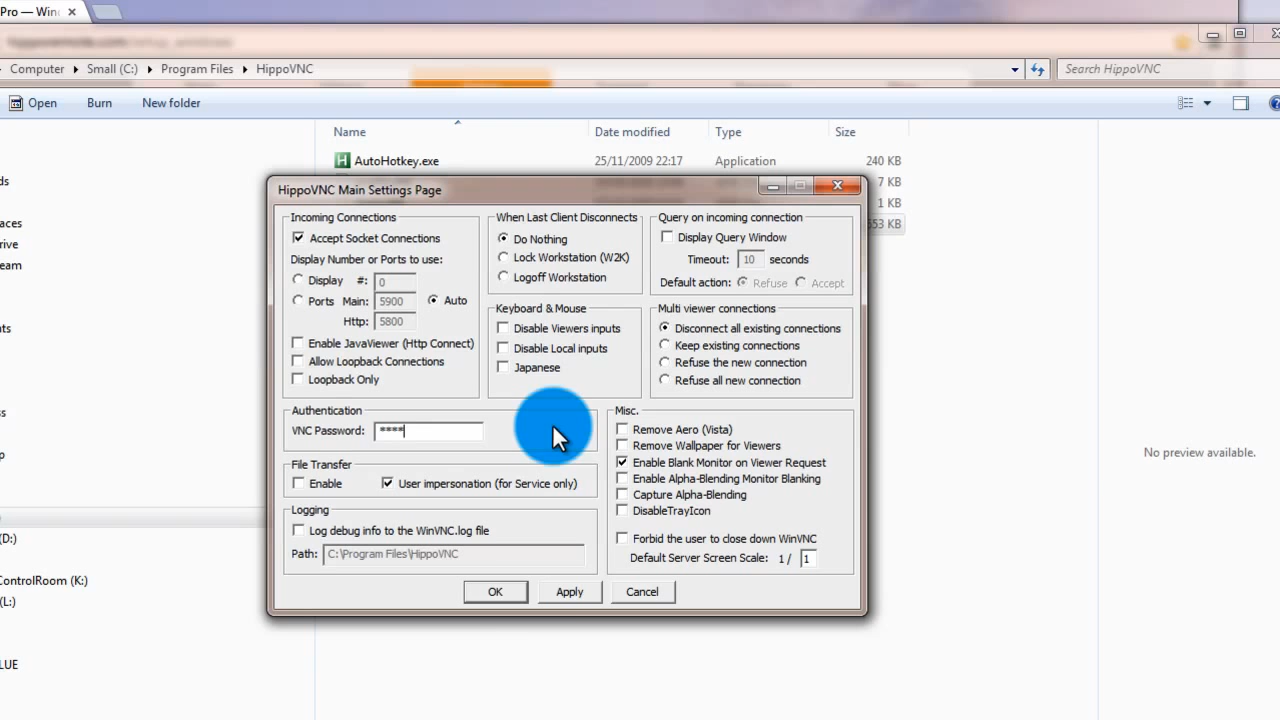 Pro — Win
Computer Small (C:) Program Files HippoVNC
Search HippoVNC
Open Burn New folder
Name Date modified Type Size
AutoHotkey.exe 25/11/2009 22:17 Application 240 KB
7 KB
1 KB
HippoVNC Main Settings Page
Incoming Connections
Accept Socket Connections
Display Number or Ports to use:
Display #: 0
Ports Main: 5900 Auto
Http: 5800
Enable JavaViewer (Http Connect)
Allow Loopback Connections
Loopback Only
When Last Client Disconnects
Do Nothing
Lock Workstation (W2K)
Logoff Workstation
Keyboard & Mouse
Disable Viewers inputs
Disable Local inputs
Japanese
Query on incoming connection
Display Query Window
Timeout: 10 seconds
Default action: Refuse Accept
Multi viewer connections
Disconnect all existing connections
Keep existing connections
Refuse the new connection
Refuse all new connection
Authentication
VNC Password: ****
File Transfer
Enable User impersonation (for Service only)
Logging
Log debug info to the WinVNC.log file
Path: C:\Program Files\HippoVNC
Misc.
Remove Aero (Vista)
Remove Wallpaper for Viewers
Enable Blank Monitor on Viewer Request
Enable Alpha-Blending Monitor Blanking
Capture Alpha-Blending
DisableTrayIcon
Forbid the user to close down WinVNC
Default Server Screen Scale: 1 / 1
OK Apply Cancel
No preview available.
(D:)
ControlRoom (K:)
(L:)